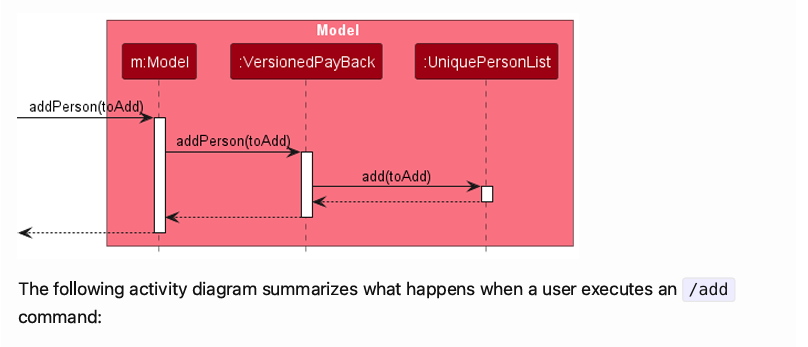 Model
m:Model
:VersionedPayBack
:UniquePersonList
addPerson(toAdd)
addPerson(toAdd)
add(toAdd)
The following activity diagram summarizes what happens when a user executes an /add
command: